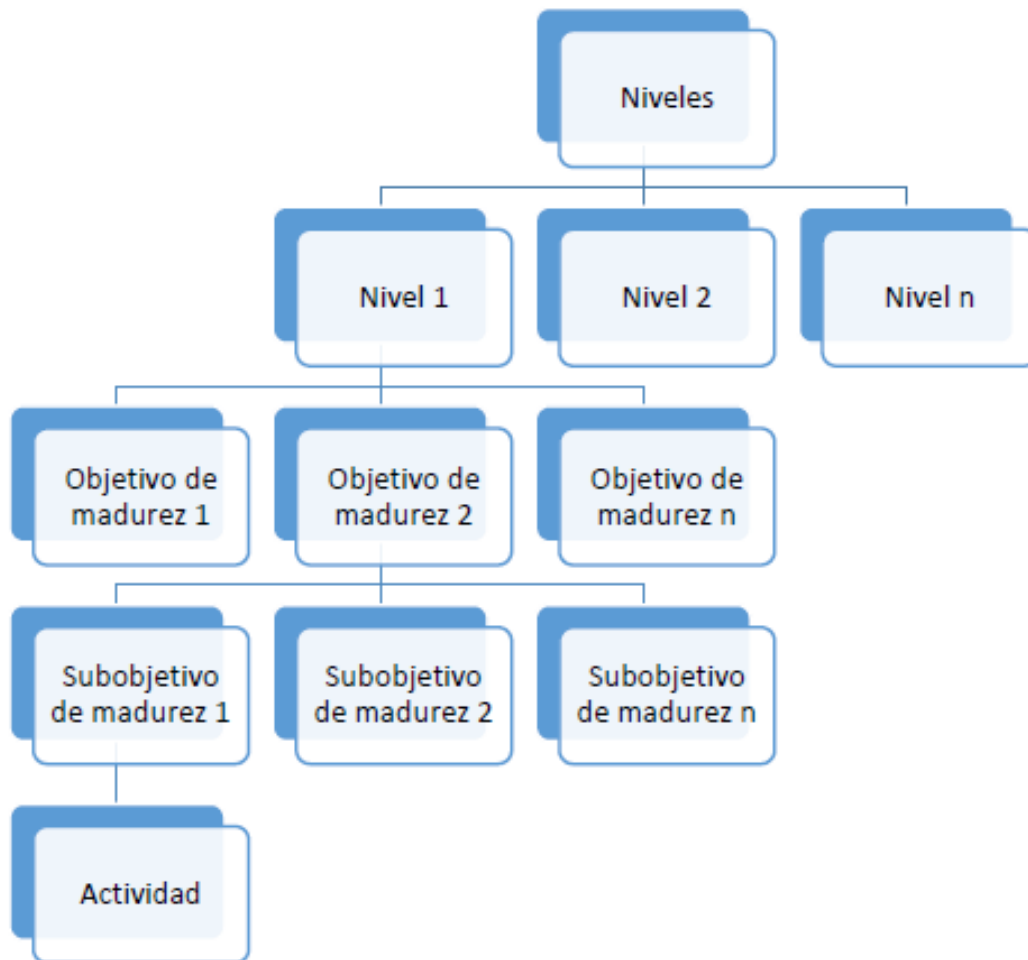 Niveles
Nivel 1
Nivel 2
Nivel n
Objetivo de
madurez 1
Objetivo de
madurez 2
Objetivo de
madurez n
Subobjetivo
de madurez 1
Subobjetivo
de madurez 2
Subobjetivo
de madurez n
Actividad